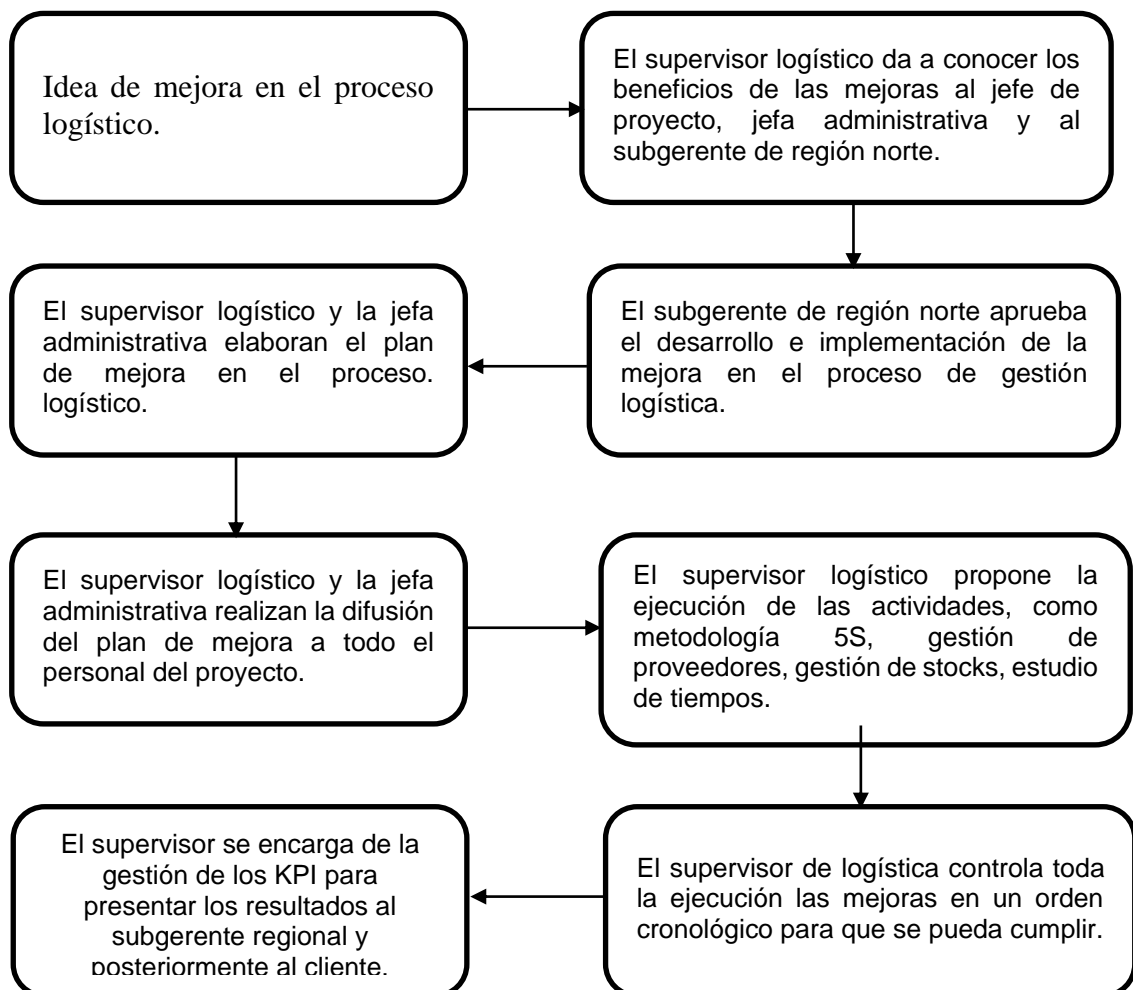 Idea de mejora en el proceso
logístico.
El supervisor logístico da a conocer los
beneficios de las mejoras al jefe de
proyecto, jefa administrativa y al
subgerente de región norte.
El subgerente de región norte aprueba
el desarrollo e implementación de la
mejora en el proceso de gestión
logística.
El supervisor logístico y la jefa
administrativa elaboran el plan
de mejora en el proceso.
logístico.
El supervisor logístico y la jefa
administrativa realizan la difusión
del plan de mejora a todo el
personal del proyecto.
El supervisor logístico propone la
ejecución de las actividades, como
metodología 5S, gestión de
proveedores, gestión de stocks, estudio
de tiempos.
El supervisor de logística controla toda
la ejecución las mejoras en un orden
cronológico para que se pueda cumplir.
El supervisor se encarga de la
gestión de los KPI para
presentar los resultados al
subgerente regional y
posteriormente al cliente.